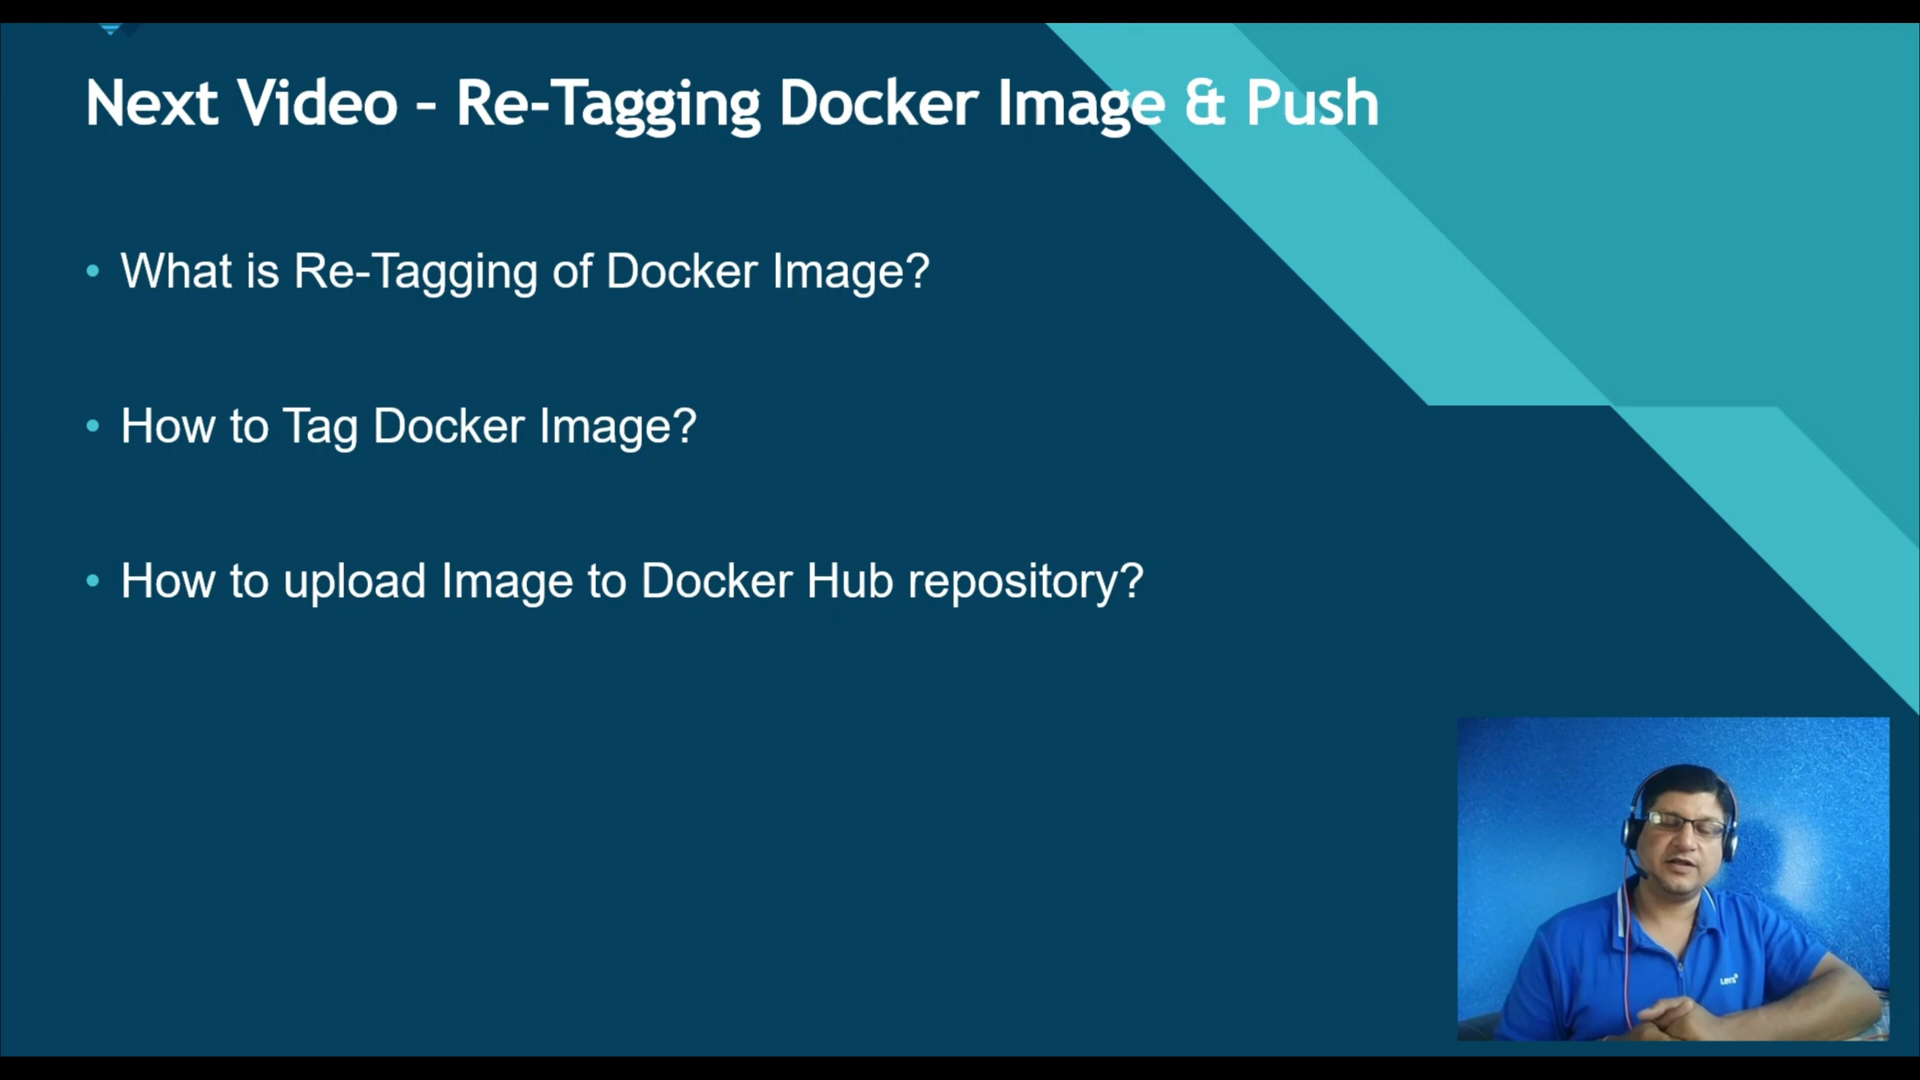 Next Video – Re-Tagging Docker Image & Push
• What is Re-Tagging of Docker Image?
• How to Tag Docker Image?
• How to upload Image to Docker Hub repository?
Levi's